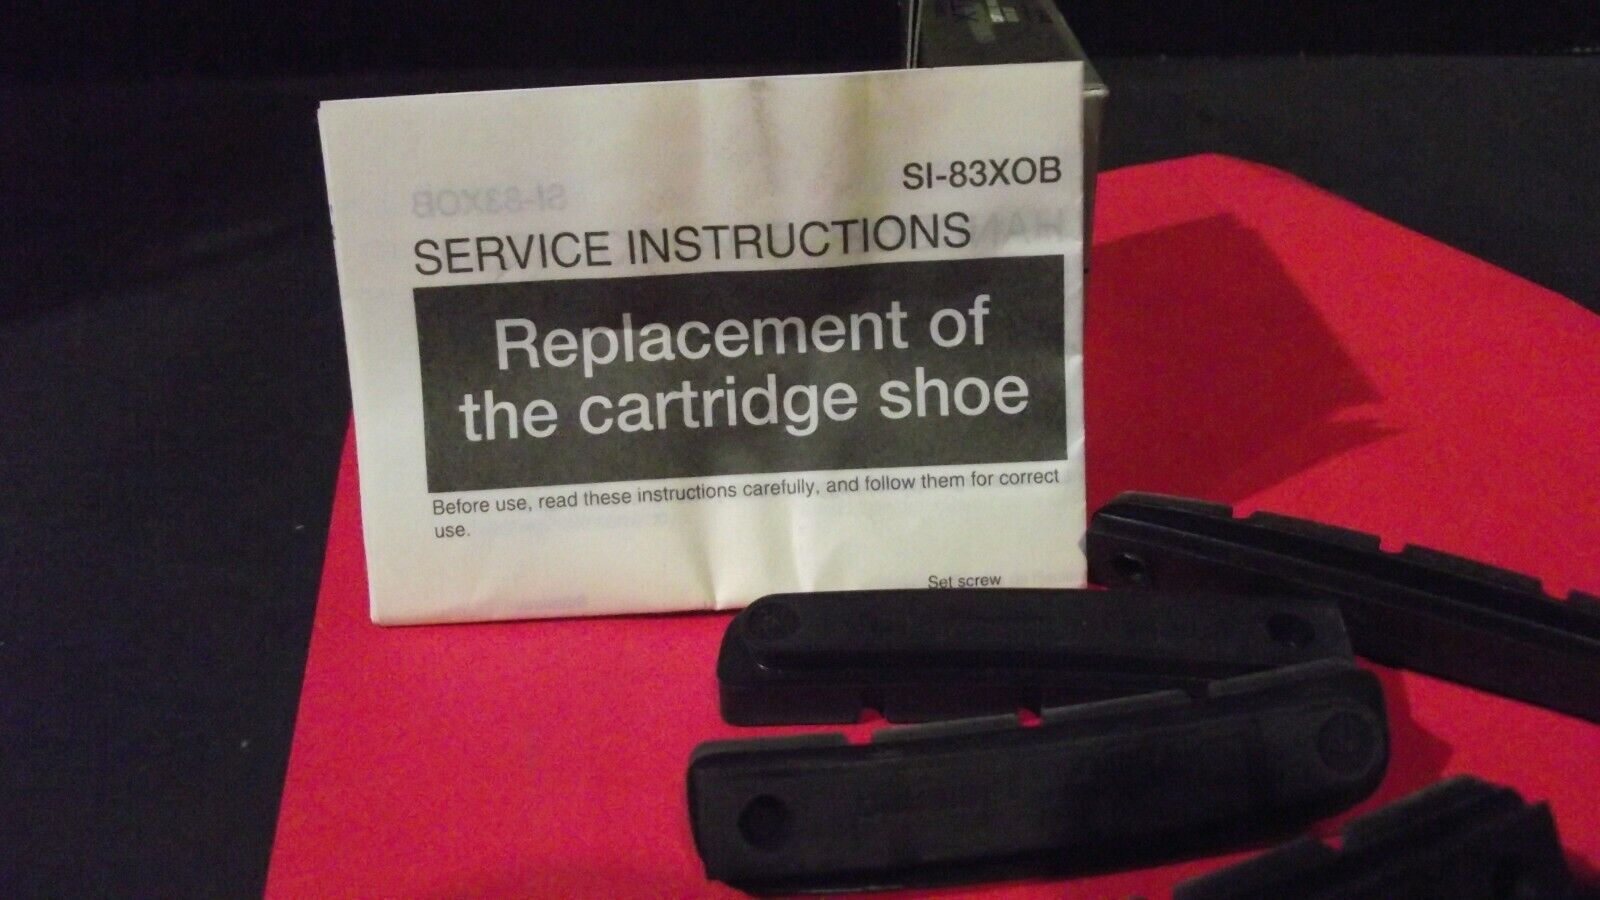 SI-83XOB
SERVICE INSTRUCTIONS
Replacement of
the cartridge shoe
Before use, read these instructions carefully, and follow them for correct
use.
Set screw